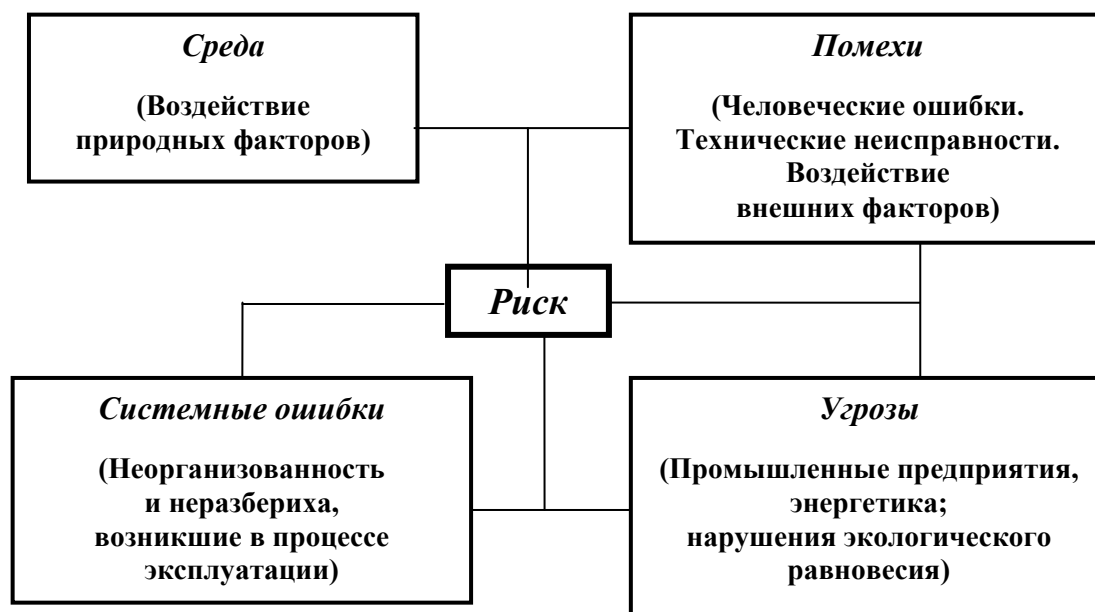 Среда
(Воздействие
природных факторов)
Помехи
(Человеческие ошибки.
Технические неисправности.
Воздействие
внешних факторов)
Риск
Системные ошибки
(Неорганизованность
и неразбериха,
возникшие в процессе
эксплуатации)
Угрозы
(Промышленные предприятия,
энергетика;
нарушения экологического
равновесия)